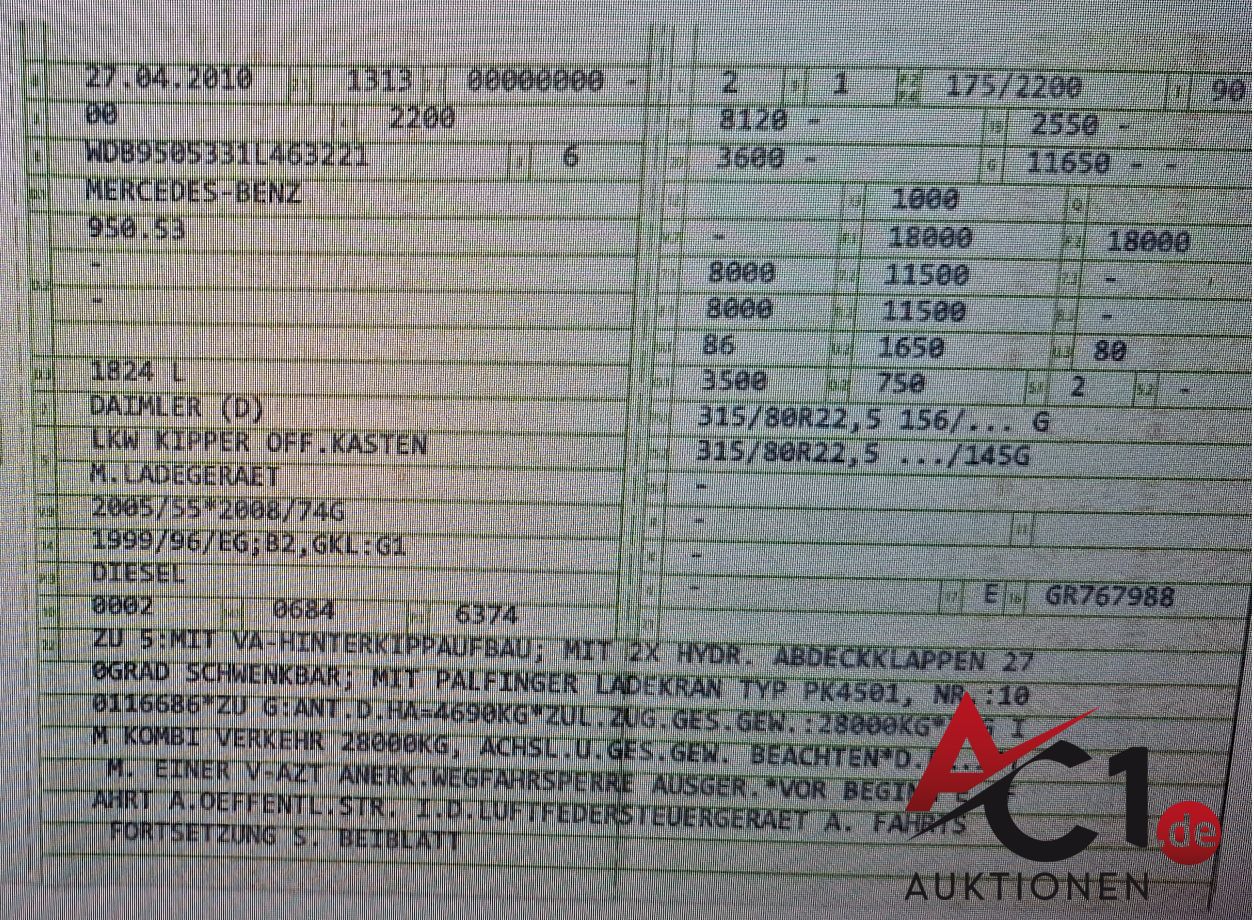 27.04.2010 1313 00000000 -
00 2200
WDB9505331L463221 6
MERCEDES-BENZ
950.53
-
-
1824 L
DAIMLER (D)
LKW KIPPER OFF.KASTEN
M.LADEGERAET
2005/55*2008/74G
1999/96/EG;B2,GKL:G1
DIESEL
0002 0684 6374
2 1 175/2200 90
8120 - 2550 -
3600 - 11650 - -
1000
- 18000 18000
8000 11500 -
8000 11500 -
86 1650 80
3500 750 2 -
315/80R22,5 156/... G
315/80R22,5 .../145G
-
-
-
- E GR767988
ZU 5:MIT VA-HINTERKIPPAUFBAU; MIT 2X HYDR. ABDECKKLAPPEN 27
0GRAD SCHWENKBAR; MIT PALFINGER LADEKRAN TYP PK4501, NR.:10
0116686*ZU G:ANT.D.HA=4690KG*ZUL.ZUG.GES.GEW.:28000KG* I
M KOMBI VERKEHR 28000KG, ACHSL.U.GES.GEW. BEACHTEN*D.
M. EINER V-AZT ANERK.WEGFAHRSPERRE AUSGER.*VOR BEGIN
AHRT A.OEFFENTL.STR. I.D.LUFTFEDERSTEUERGERAET A. FAHRTS
FORTSETZUNG S. BEIBLATT
AC1.de
AUKTIONEN